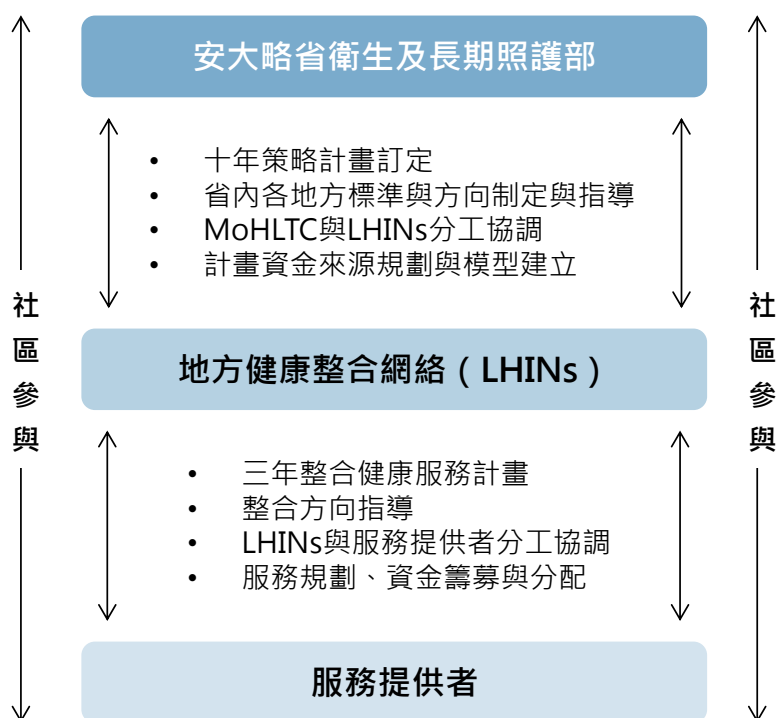 安大略省衛生及長期照護部
• 十年策略計畫訂定
• 省內各地方標準與方向制定與指導
• MoHLTC與LHINs分工協調
• 計畫資金來源規劃與模型建立
社區參與
社區參與
地方健康整合網絡（LHINs）
• 三年整合健康服務計畫
• 整合方向指導
• LHINs與服務提供者分工協調
• 服務規劃、資金籌募與分配
服務提供者